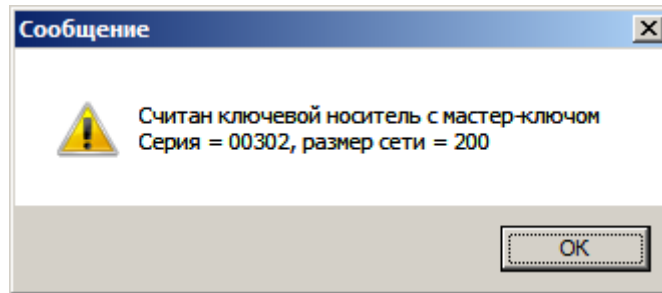 Сообщение
Считан ключевой носитель с мастер-ключом
Серия = 00302, размер сети = 200
OK